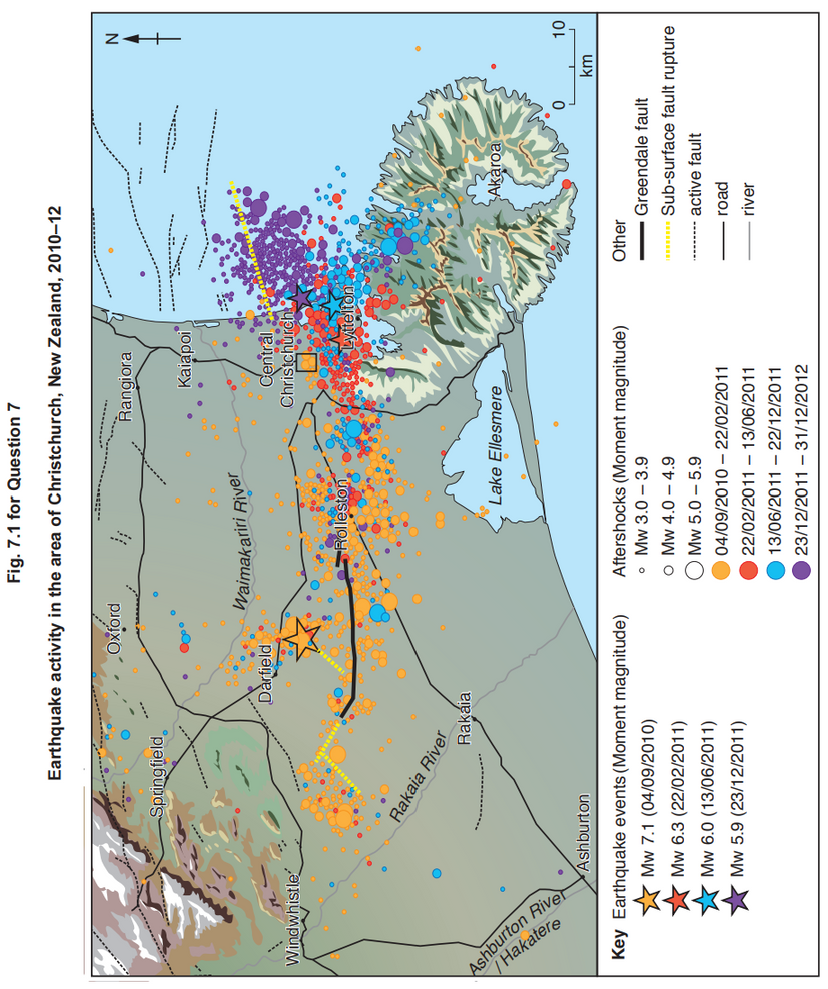 Fig. 7.1 for Question 7
Earthquake activity in the area of Christchurch, New Zealand, 2010–12
N
10
0
km
Rangiora
Kaiapoi
Oxford
Springfield
Waimakariri River
Central
Christchurch
Lyttelton
Akaroa
Darfield
Rolleston
Lake Ellesmere
Windwhistle
Rakaia River
Rakaia
Ashburton River
/ Hakatere
Ashburton
Key
Earthquake events (Moment magnitude)
Mw 7.1 (04/09/2010)
Mw 6.3 (22/02/2011)
Mw 6.0 (13/06/2011)
Mw 5.9 (23/12/2011)
Aftershocks (Moment magnitude)
Mw 3.0 – 3.9
Mw 4.0 – 4.9
Mw 5.0 – 5.9
04/09/2010 – 22/02/2011
22/02/2011 – 13/06/2011
13/06/2011 – 22/12/2011
23/12/2011 – 31/12/2012
Other
Greendale fault
Sub-surface fault rupture
active fault
road
river